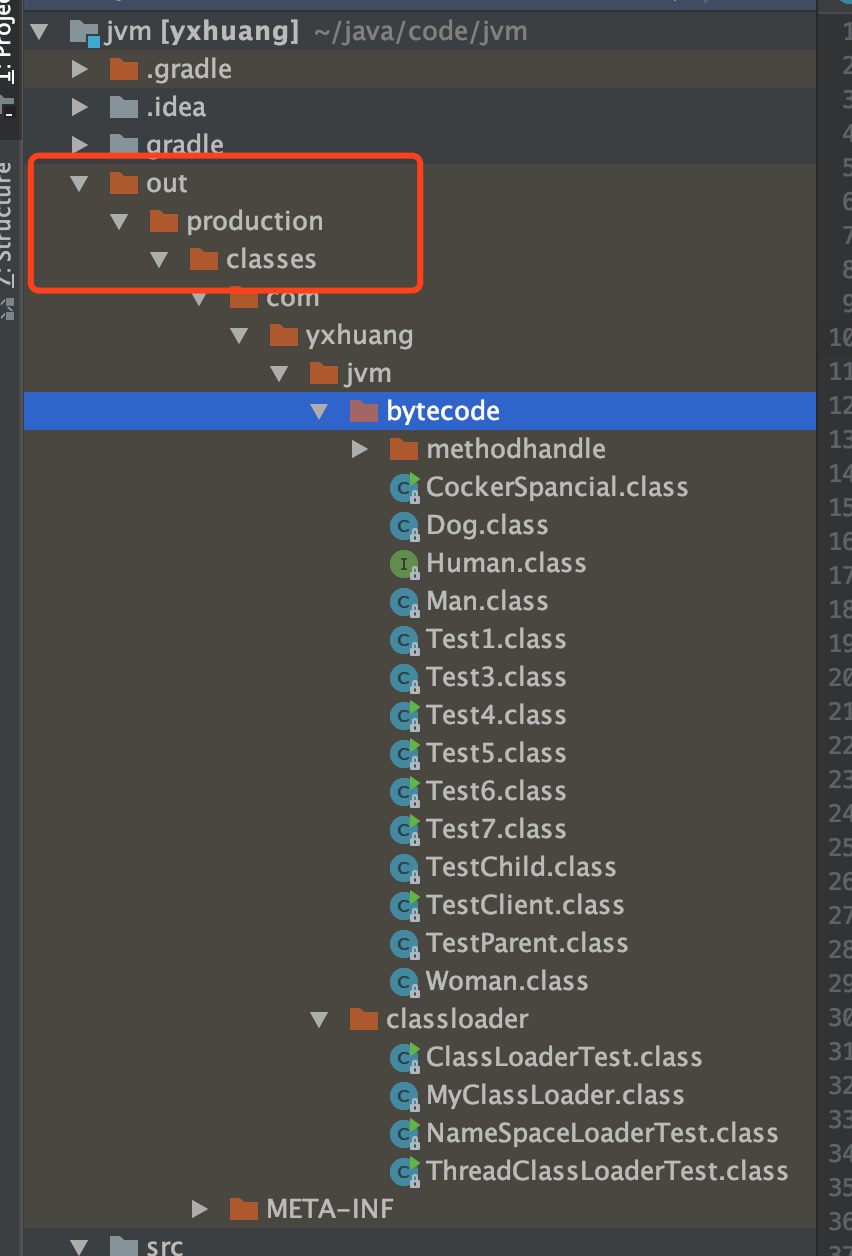 1: Project
jvm [yxhuang] ~/java/code/jvm
.gradle
.idea
gradle
out
production
classes
com
yxhuang
jvm
bytecode
methodhandle
CockerSpancial.class
Dog.class
Human.class
Man.class
Test1.class
Test3.class
Test4.class
Test5.class
Test6.class
Test7.class
TestChild.class
TestClient.class
TestParent.class
Woman.class
classloader
ClassLoaderTest.class
MyClassLoader.class
NameSpaceLoaderTest.class
ThreadClassLoaderTest.class
META-INF
src
Z: Structure
1
2
3
4
5
6
7
8
9
10
11
12
13
14
15
16
17
18
19
20
21
22
23
24
25
26
27
28
29
30
31
32
33
34
35
36